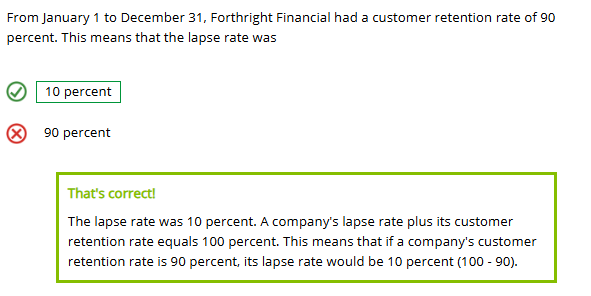 From January 1 to December 31, Forthright Financial had a customer retention rate of 90
percent. This means that the lapse rate was
10 percent
90 percent
That's correct!
The lapse rate was 10 percent. A company's lapse rate plus its customer
retention rate equals 100 percent. This means that if a company's customer
retention rate is 90 percent, its lapse rate would be 10 percent (100 - 90).